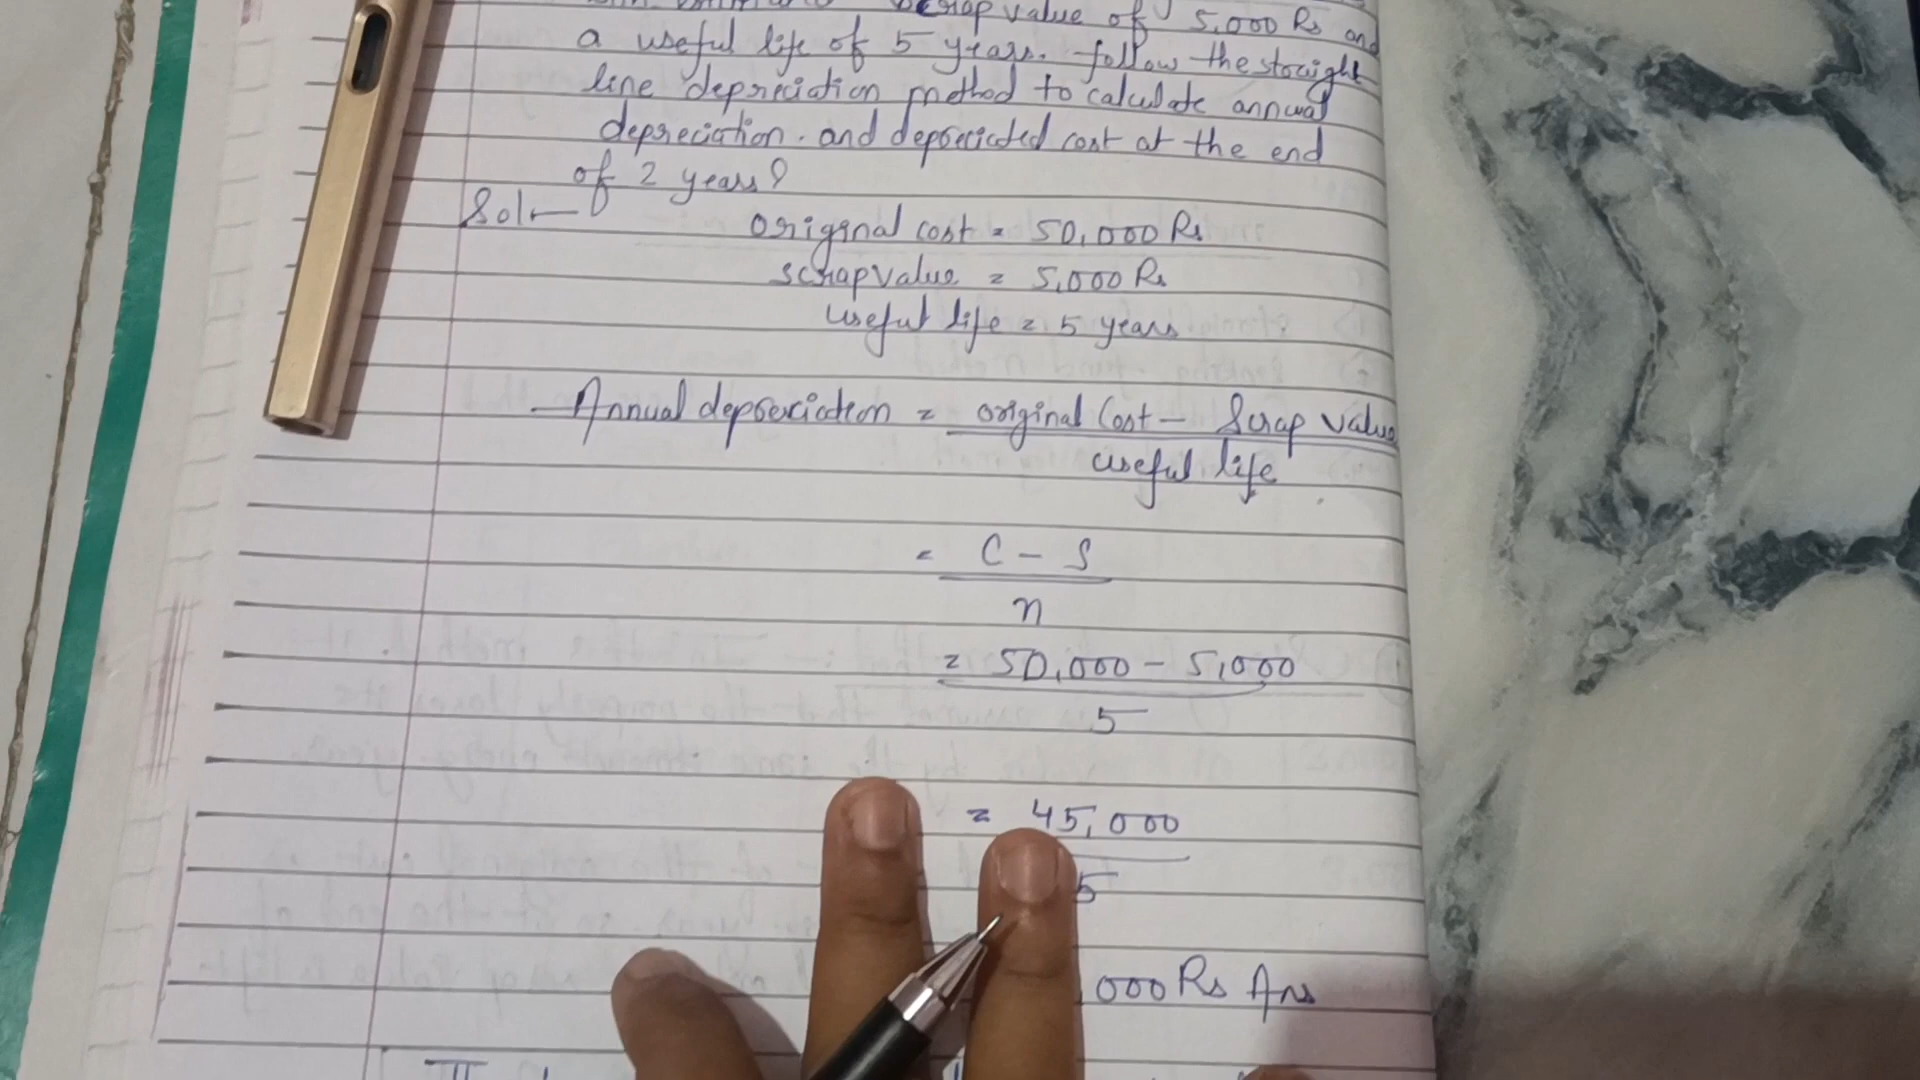 scrap value of 5,000 Rs and
a useful life of 5 years. follow the straight
line depreciation method to calculate annual
depreciation. and depreciated cost at the end
of 2 years?
Sol:-
original cost = 50,000 Rs
scrap value = 5,000 Rs
useful life = 5 years
Annual depreciation = original Cost - Scrap value
useful life
= C - S
n
= 50,000 - 5,000
5
= 45,000
5
,000 Rs Ans